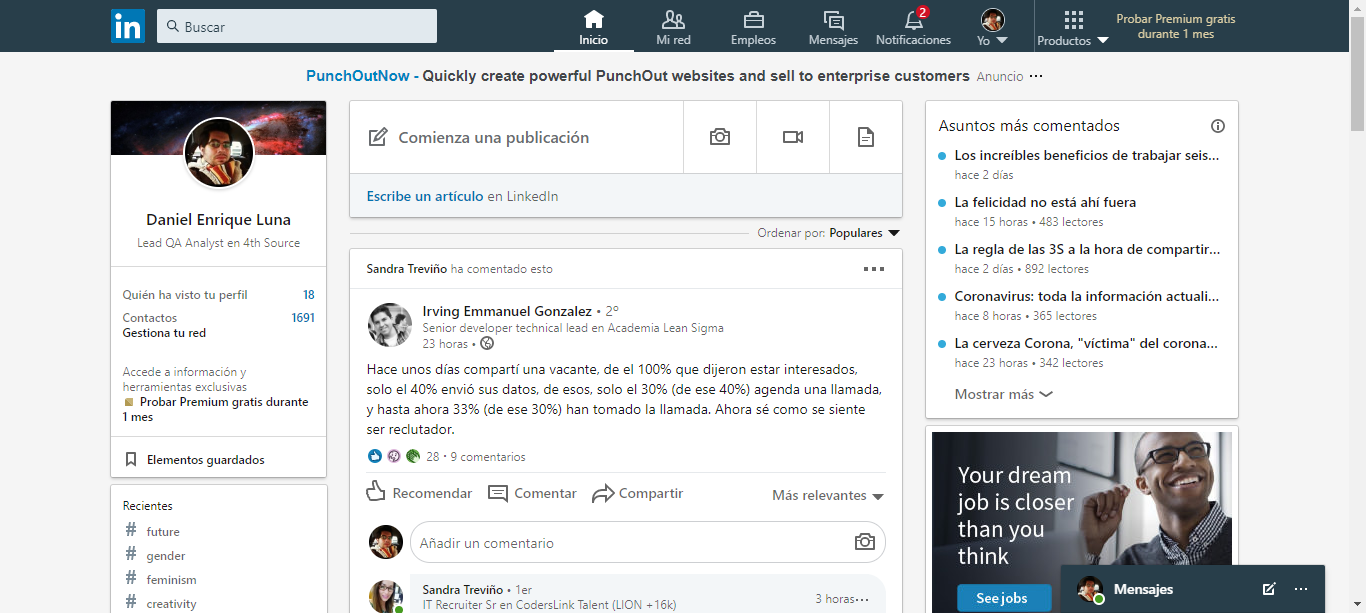 in
Buscar
Inicio
Mi red
Empleos
Mensajes
2
Notificaciones
Yo
Productos
Probar Premium gratis
durante 1 mes
PunchOutNow - Quickly create powerful PunchOut websites and sell to enterprise customers Anuncio ···
Daniel Enrique Luna
Lead QA Analyst en 4th Source
Quién ha visto tu perfil 18
Contactos 1691
Gestiona tu red
Accede a información y
herramientas exclusivas
Probar Premium gratis durante
1 mes
Elementos guardados
Recientes
# future
# gender
# feminism
# creativity
Comienza una publicación
Escribe un artículo en LinkedIn
Ordenar por: Populares
Sandra Treviño ha comentado esto
Irving Emmanuel Gonzalez • 2º
Senior developer technical lead en Academia Lean Sigma
23 horas •
Hace unos días compartí una vacante, de el 100% que dijeron estar interesados,
solo el 40% envió sus datos, de esos, solo el 30% (de ese 40%) agenda una llamada,
y hasta ahora 33% (de ese 30%) han tomado la llamada. Ahora sé como se siente
ser reclutador.
28 · 9 comentarios
Recomendar
Comentar
Compartir
Más relevantes
Añadir un comentario
Sandra Treviño • 1er
IT Recruiter Sr en CodersLink Talent (LION +16k)
3 horas···
Asuntos más comentados
Los increíbles beneficios de trabajar seis...
hace 2 días
La felicidad no está ahí fuera
hace 15 horas • 483 lectores
La regla de las 3S a la hora de compartir...
hace 2 días • 892 lectores
Coronavirus: toda la información actuali...
hace 8 horas • 365 lectores
La cerveza Corona, "víctima" del corona...
hace 23 horas • 342 lectores
Mostrar más
Your dream
job is closer
than you
think
See jobs
Mensajes